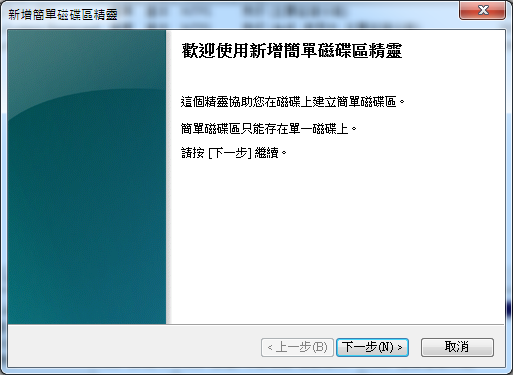 新增簡單磁碟區精靈
歡迎使用新增簡單磁碟區精靈
這個精靈協助您在磁碟上建立簡單磁碟區。
簡單磁碟區只能存在單一磁碟上。
請按 [下一步] 繼續。
< 上一步(B)
下一步(N) >
取消